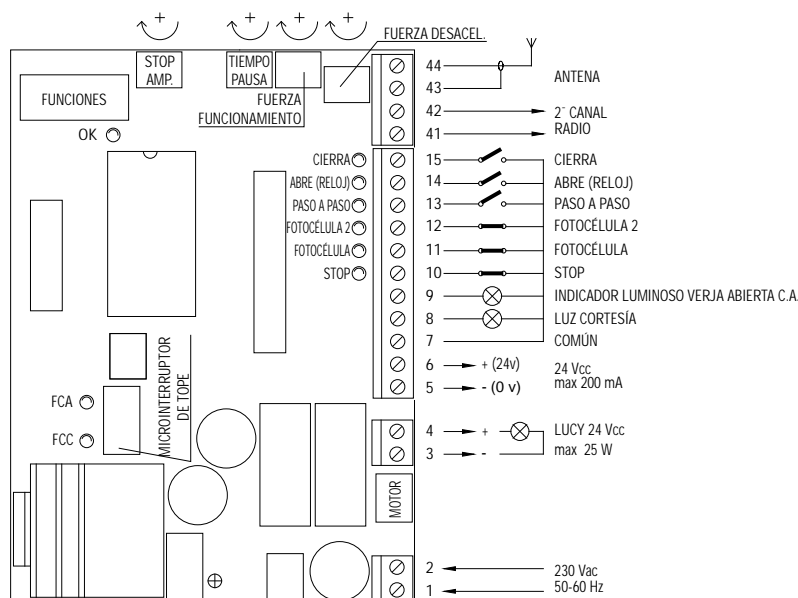 + + + +
FUERZA DESACEL.
STOP
AMP.
TIEMPO
PAUSA
FUNCIONES
FUERZA
FUNCIONAMIENTO
OK
44
43
ANTENA
42
41
2¯ CANAL
RADIO
CIERRA 15 CIERRA
ABRE (RELOJ) 14 ABRE (RELOJ)
PASO A PASO 13 PASO A PASO
FOTOCÉLULA 2 12 FOTOCÉLULA 2
FOTOCÉLULA 11 FOTOCÉLULA
STOP 10 STOP
9 INDICADOR LUMINOSO VERJA ABIERTA C.A.
8 LUZ CORTESÍA
7 COMÚN
6 + (24v)
5 - (0 v)
24 Vcc
max 200 mA
FCA
FCC
MICROINTERRUPTOR
DE TOPE
4 + LUCY 24 Vcc
3 - max 25 W
MOTOR
2 230 Vac
1 50-60 Hz